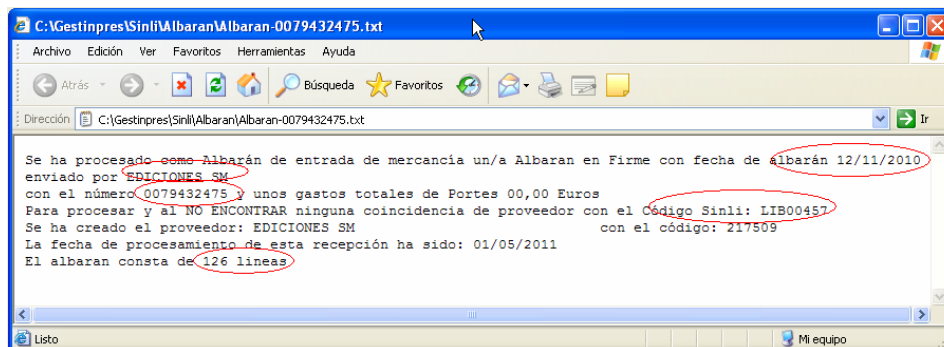 C:\Gestinpres\Sinli\Albaran\Albaran-0079432475.txt
Archivo Edición Ver Favoritos Herramientas Ayuda
Atrás Búsqueda Favoritos
Dirección C:\Gestinpres\Sinli\Albaran\Albaran-0079432475.txt Ir
Se ha procesado como Albarán de entrada de mercancía un/a Albaran en Firme con fecha de albarán 12/11/2010
enviado por EDICIONES SM
con el número 0079432475 y unos gastos totales de Portes 00,00 Euros
Para procesar y al NO ENCONTRAR ninguna coincidencia de proveedor con el Código Sinli: LIB00457
Se ha creado el proveedor: EDICIONES SM con el código: 217509
La fecha de procesamiento de esta recepción ha sido: 01/05/2011
El albaran consta de 126 lineas
Listo Mi equipo